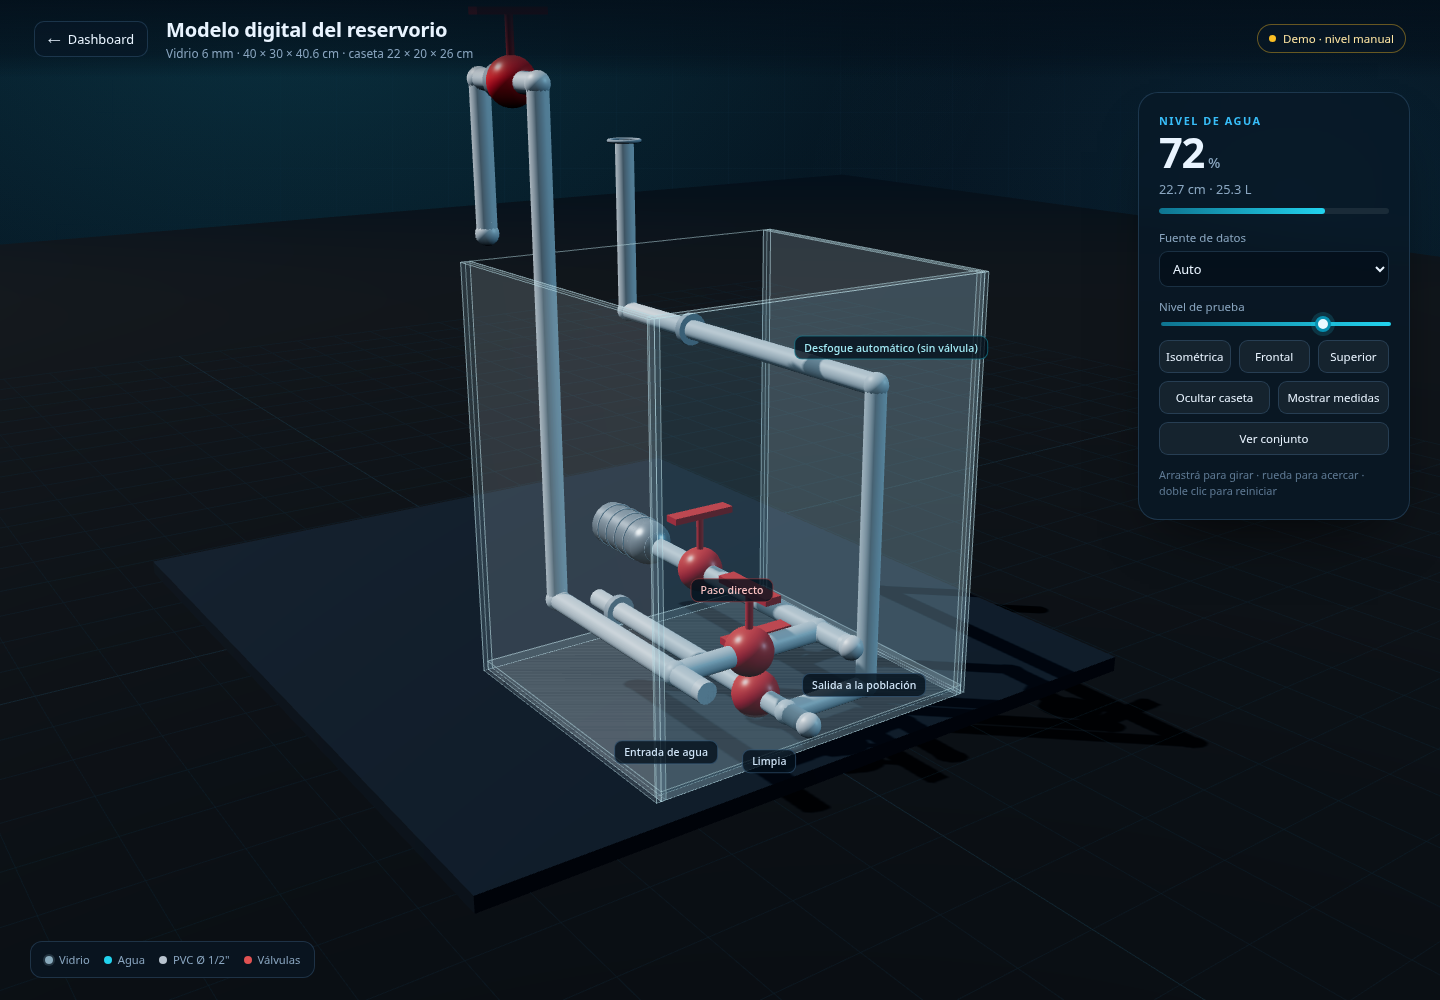 ← Dashboard
Modelo digital del reservorio
Vidrio 6 mm · 40 × 30 × 40.6 cm · caseta 22 × 20 × 26 cm
Demo · nivel manual
NIVEL DE AGUA
72 %
22.7 cm · 25.3 L
Fuente de datos
Auto
Nivel de prueba
Isométrica Frontal Superior
Ocultar caseta Mostrar medidas
Ver conjunto
Arrastrá para girar · rueda para acercar ·
doble clic para reiniciar
Desfogue automático (sin válvula)
Paso directo
Salida a la población
Entrada de agua
Limpia
Vidrio Agua PVC Ø 1/2" Válvulas